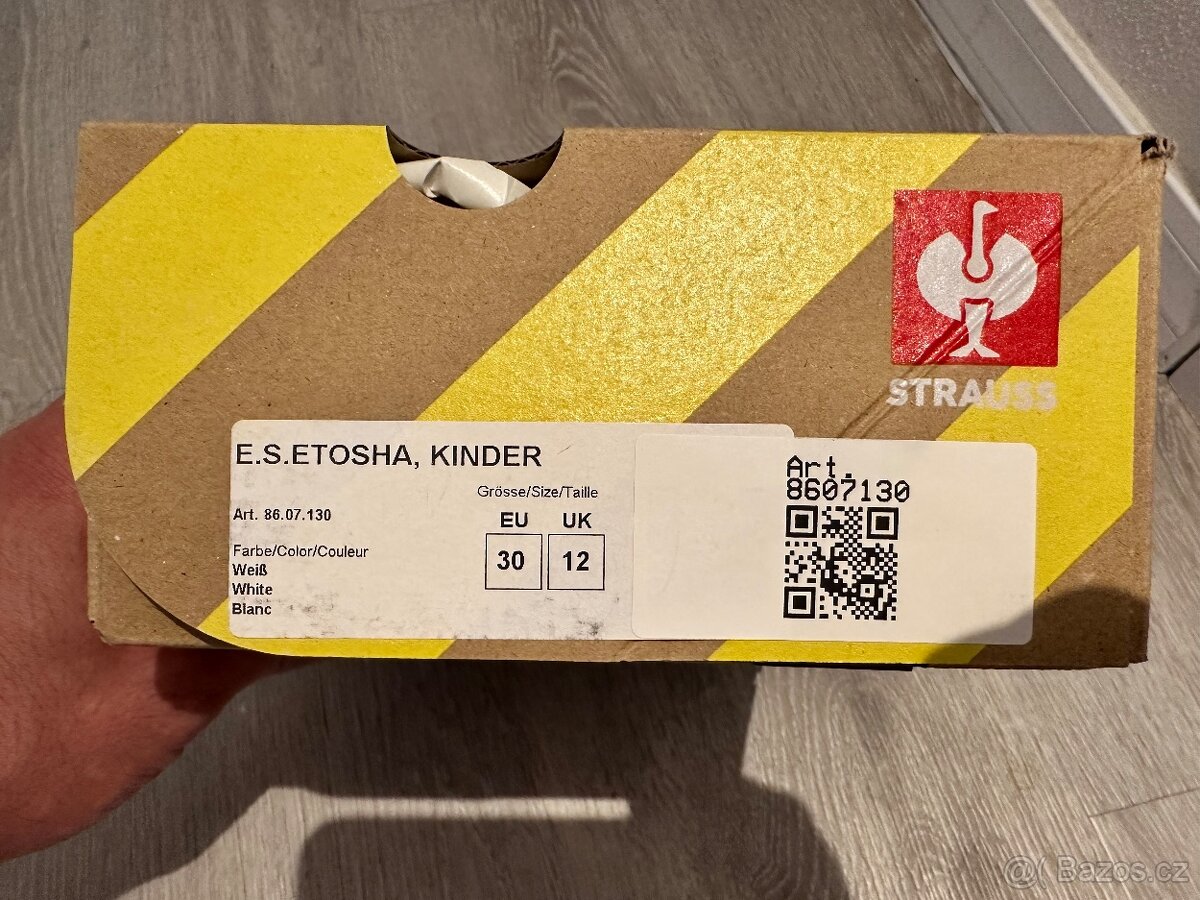 STRAUSS
E.S.ETOSHA, KINDER
Grösse/Size/Taille
Art. 86.07.130
EU UK
30 12
Farbe/Color/Couleur
Weiß
White
Blanc
Art.
8607130
@( Bazos.cz